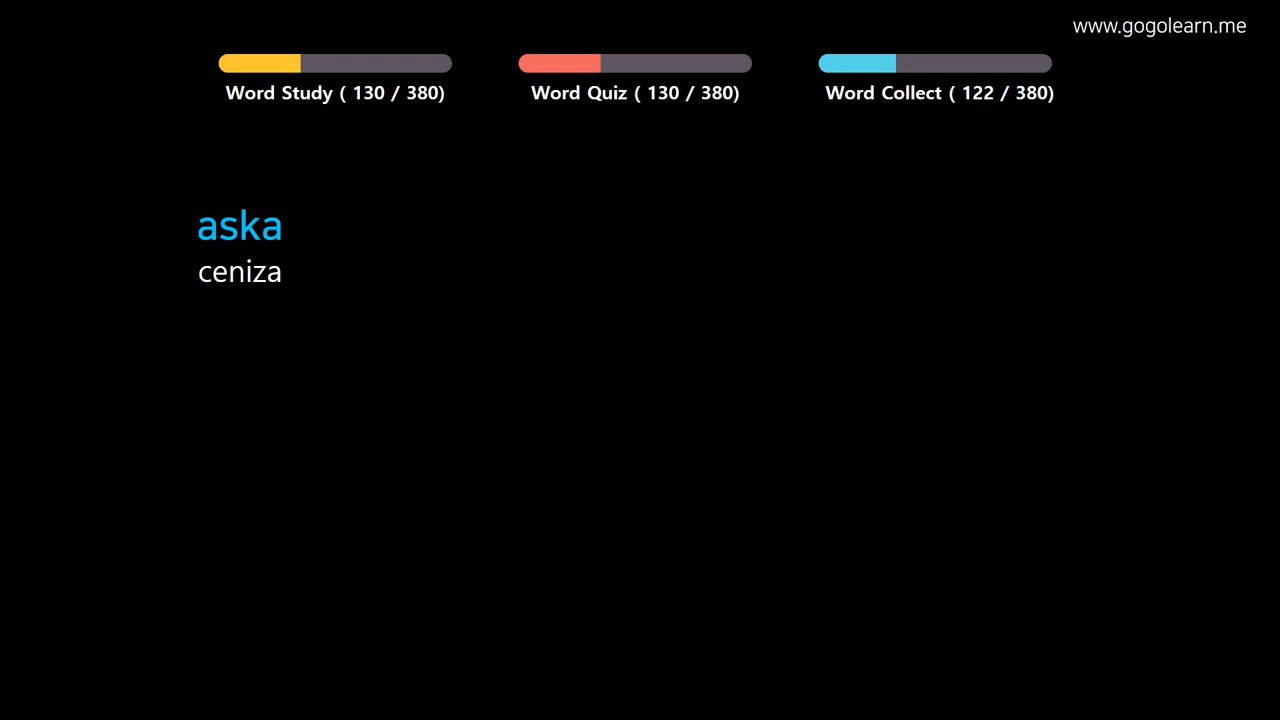 www.gogolearn.me
Word Study ( 130 / 380)
Word Quiz ( 130 / 380)
Word Collect ( 122 / 380)
aska
ceniza